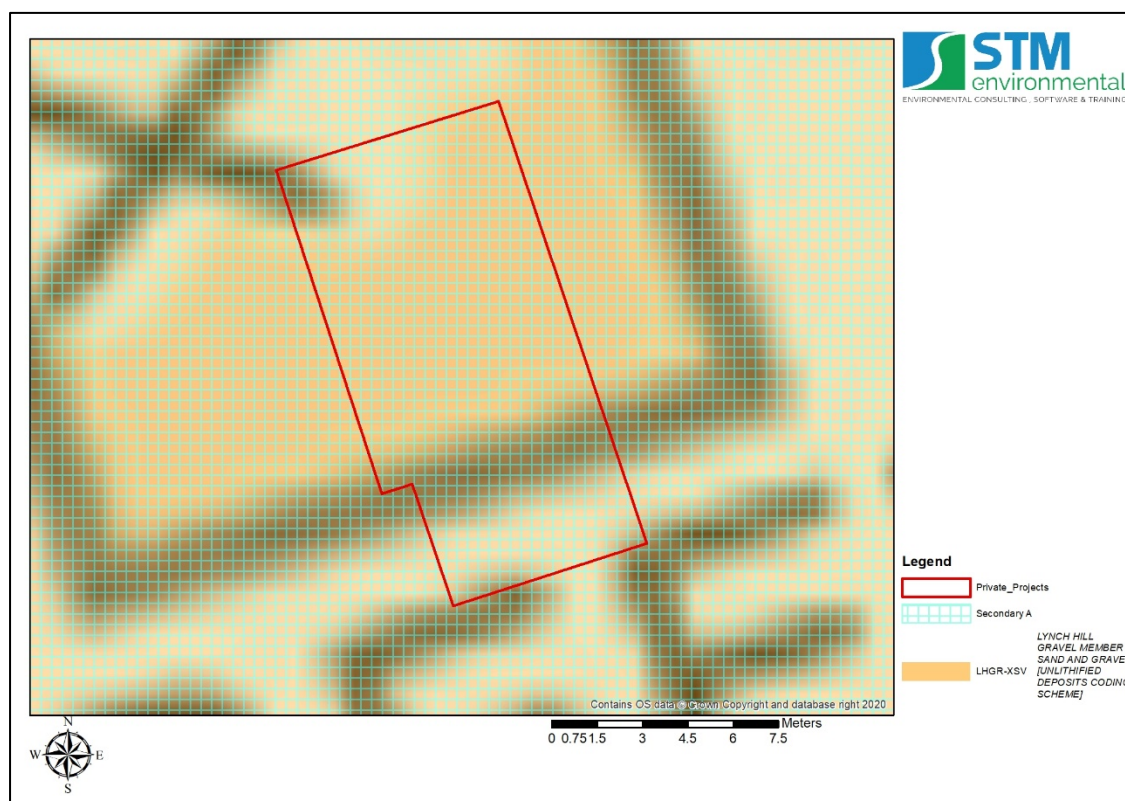 STM
environmental
ENVIRONMENTAL CONSULTING, SOFTWARE & TRAINING
Legend
Private_Projects
Secondary A
LHGR-XSV
LYNCH HILL
GRAVEL MEMBER
SAND AND GRAVEL
[UNLITHIFIED
DEPOSITS CODING
SCHEME]
Contains OS data © Crown Copyright and database right 2020
Meters
0 0.75 1.5 3 4.5 6 7.5
N
W E
S